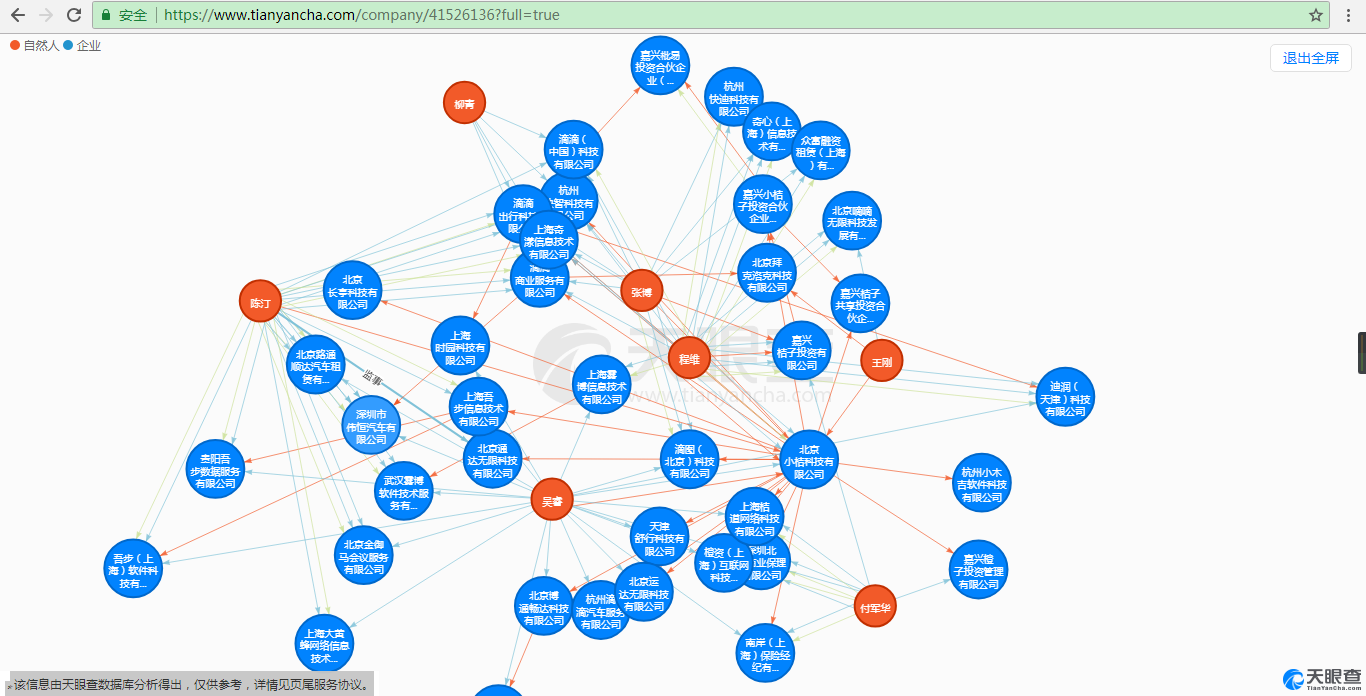 安全 https://www.tianyancha.com/company/41526136?full=true
自然人 企业
退出全屏
嘉兴枇易
投资合伙企
业（...
柳青
杭州
快迪科技有
限公司
奇心（上
海）信息技
术有...
众富融资
租赁（上海
）有...
滴滴（
中国）科技
有限公司
杭州
智科技有
公司
滴滴
出行科技
限公
嘉兴小桔
子投资合伙
企业...
北京嘀嘀
无限科技发
展有...
上海奇
漾信息技术
有限公司
商业服务有
限公司
北京拜
克洛克科技
有限公司
北京
长亭科技有
限公司
张博
陈汀
嘉兴桔子
共享投资合
伙企...
上海
时园科技有
限公司
嘉兴
桔子投资有
限公司
程维
王刚
天眼查
www.tianyancha.com
北京路通
顺达汽车租
赁有...
监事
上海雾
博信息技术
有限公司
迪润（
天津）科技
有限公司
上海吾
步信息技术
有限公司
深圳市
伟恒汽车有
限公司
北京通
达无限科技
有限公司
滴图（
北京）科技
有限公司
北京
小桔科技有
限公司
贵阳吾
步数据服务
有限公司
武汉雾博
软件技术服
务有...
吴睿
杭州小木
吉软件科技
有限公司
上海桔
道网络科技
有限公司
天津
舒行科技有
限公司
北京金御
马会议服务
有限公司
橙资（上
海）互联网
科技...
深圳北
业保理
限公司
吾步（上
海）软件科
技有...
嘉兴橙
子投资管理
有限公司
北京运
达无限科技
有限公司
北京博
通畅达科技
有限公司
杭州滴
滴汽车服务
有限公司
付军华
上海大黄
蜂网络信息
技术...
南岸（上
海）保险经
纪有...
该信息由天眼查数据库分析得出，仅供参考，详情见页尾服务协议。
天眼查
TianYanCha.com